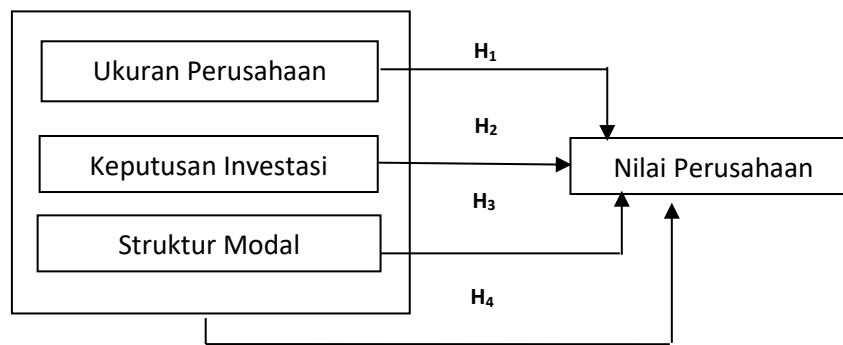 H₁
Ukuran Perusahaan
H₂
Keputusan Investasi
Nilai Perusahaan
H₃
Struktur Modal
H₄